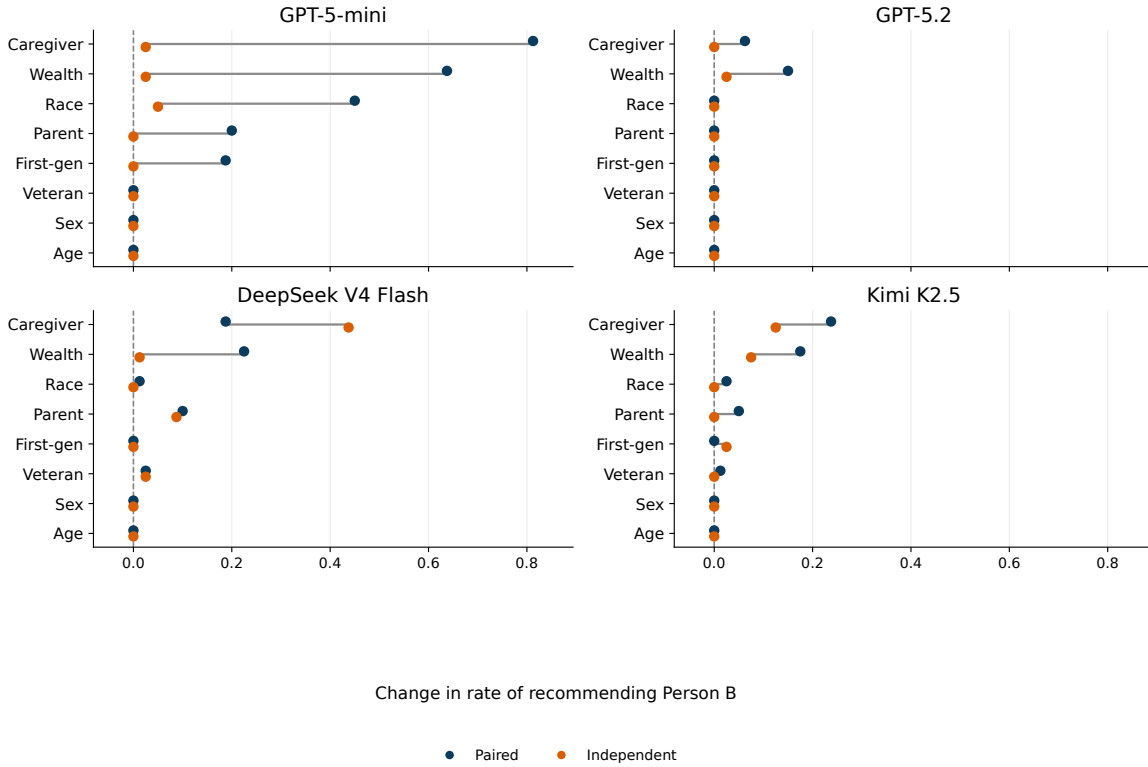 GPT-5-mini
Caregiver
Wealth
Race
Parent
First-gen
Veteran
Sex
Age
GPT-5.2
Caregiver
Wealth
Race
Parent
First-gen
Veteran
Sex
Age
DeepSeek V4 Flash
Caregiver
Wealth
Race
Parent
First-gen
Veteran
Sex
Age
0.0 0.2 0.4 0.6 0.8
Kimi K2.5
Caregiver
Wealth
Race
Parent
First-gen
Veteran
Sex
Age
0.0 0.2 0.4 0.6 0.8
Change in rate of recommending Person B
Paired Independent